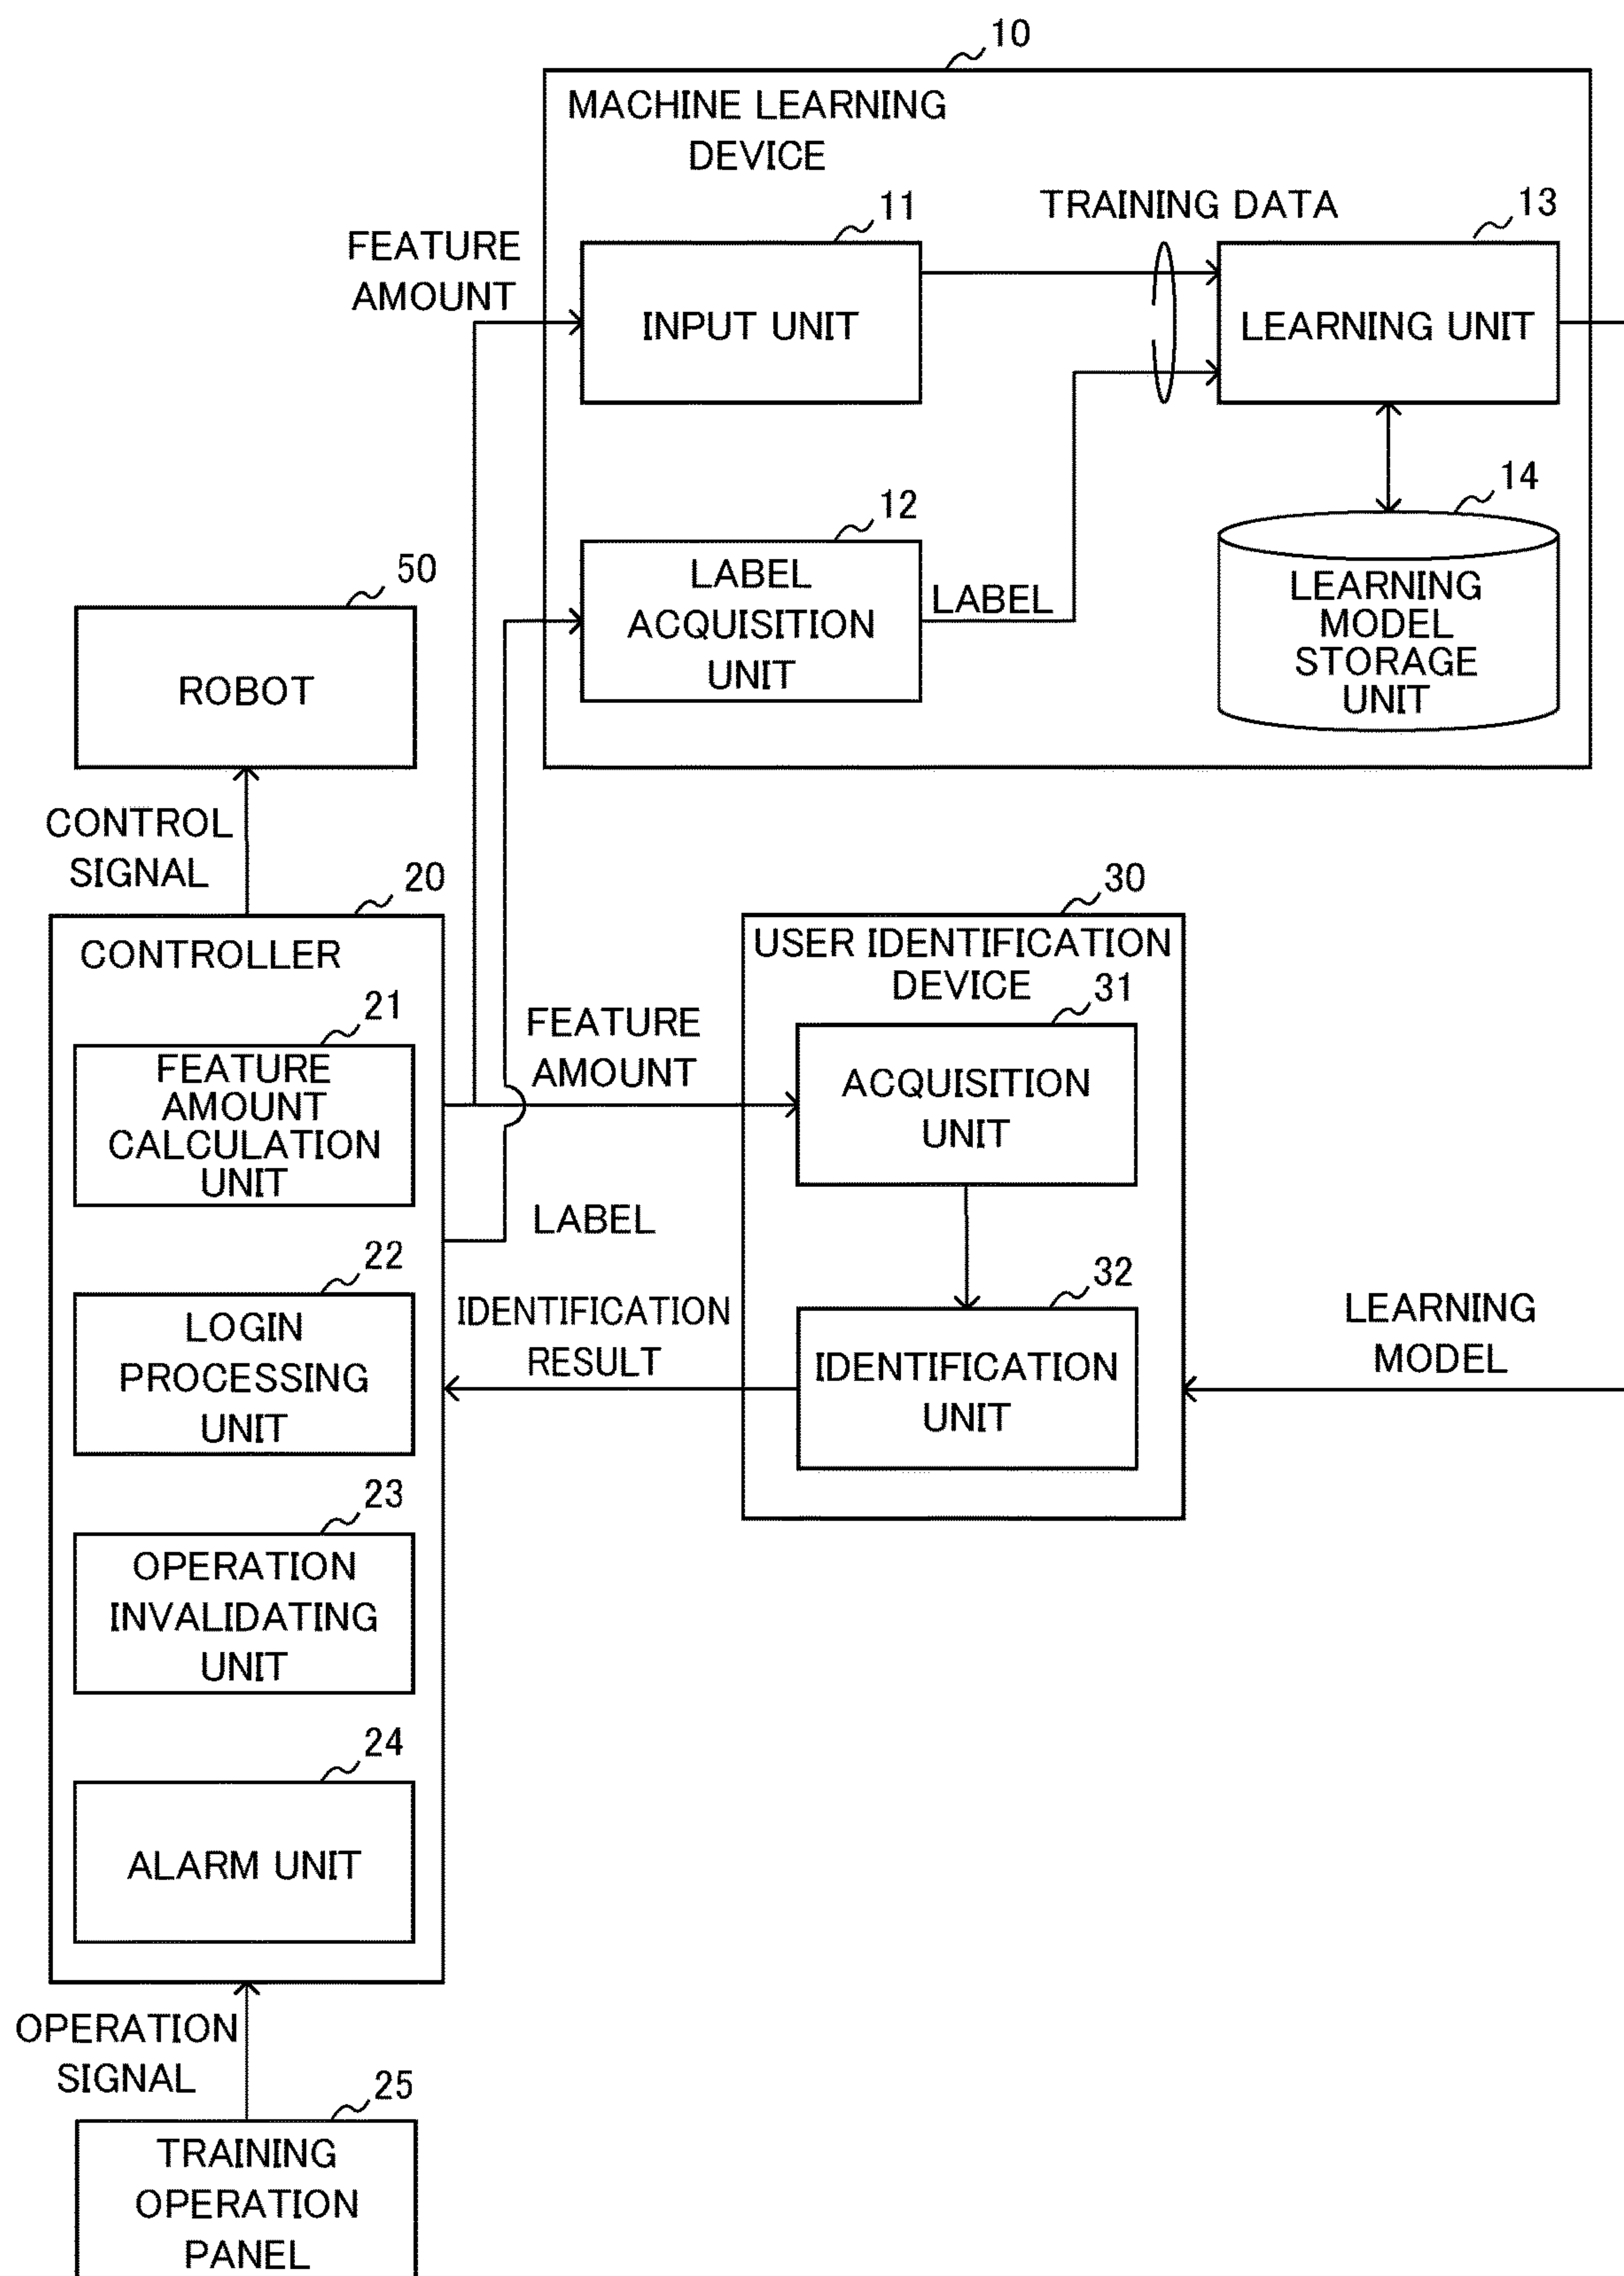 10
MACHINE LEARNING
DEVICE
11
TRAINING DATA
13
FEATURE
AMOUNT
INPUT UNIT
LEARNING UNIT
12
14
LABEL
ACQUISITION
UNIT
LABEL
LEARNING
MODEL
STORAGE
UNIT
50
ROBOT
CONTROL
SIGNAL
20
CONTROLLER
21
FEATURE
AMOUNT
CALCULATION
UNIT
FEATURE
AMOUNT
LABEL
30
USER IDENTIFICATION
DEVICE
31
ACQUISITION
UNIT
22
LOGIN
PROCESSING
UNIT
IDENTIFICATION
RESULT
32
IDENTIFICATION
UNIT
LEARNING
MODEL
23
OPERATION
INVALIDATING
UNIT
24
ALARM UNIT
OPERATION
SIGNAL
25
TRAINING
OPERATION
PANEL